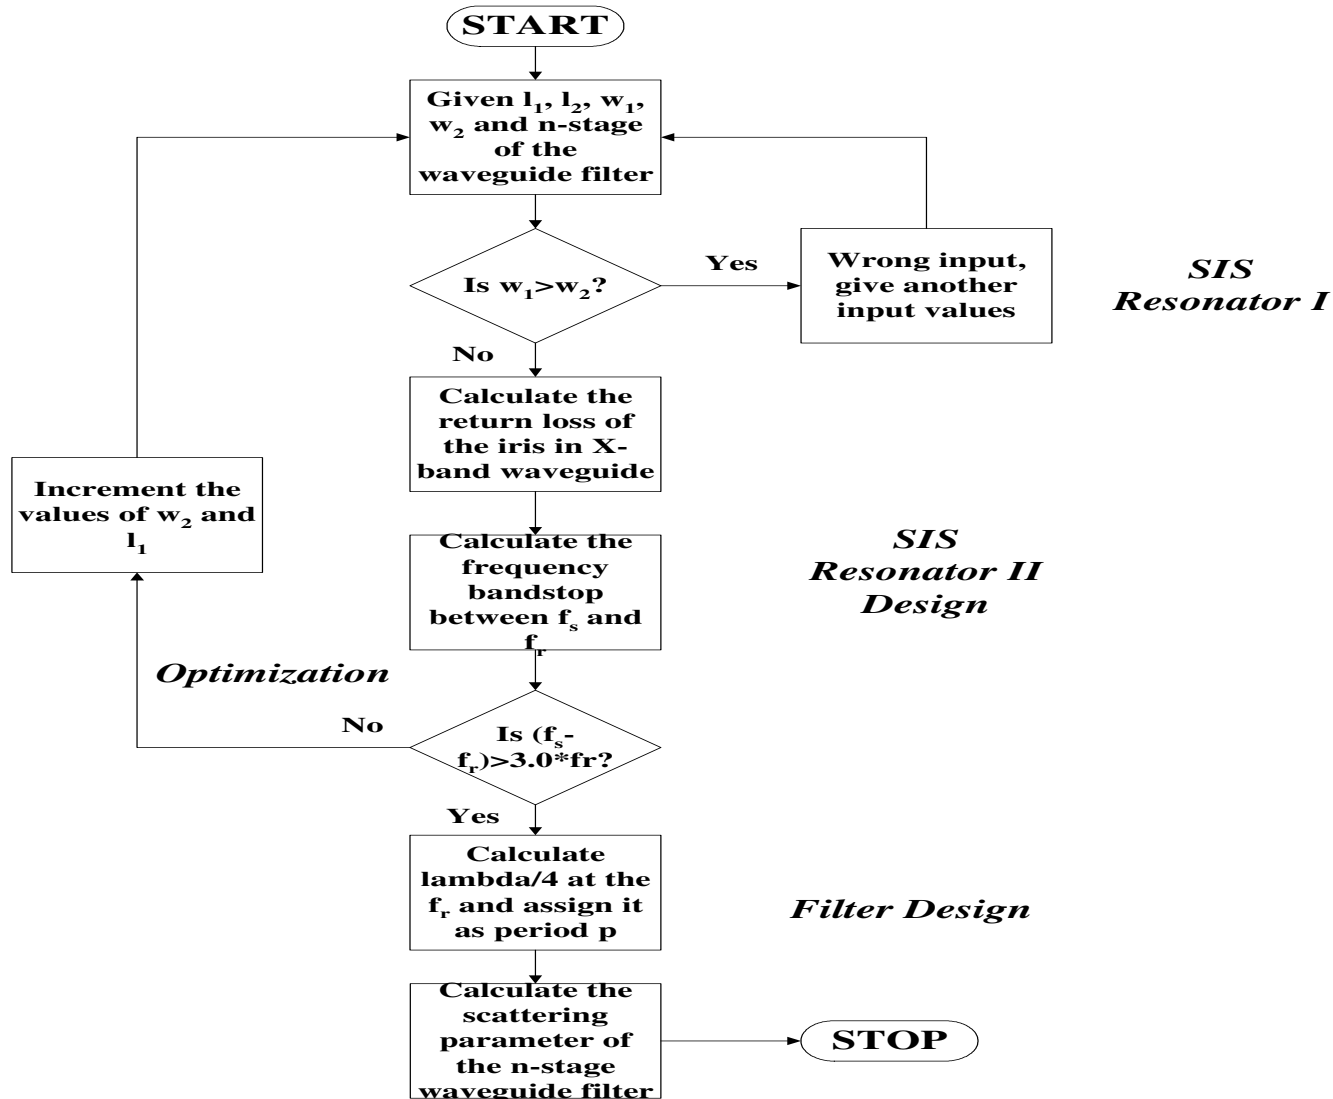 START
Given l₁, l₂, w₁,
w₂ and n-stage
of the
waveguide filter
Is w₁>w₂?
Yes
Wrong input,
give another
input values
SIS
Resonator I
No
Calculate the
return loss of
the iris in X-
band waveguide
Increment the
values of w₂ and
l₁
Calculate the
frequency
bandstop
between fₛ and
fᵣ
SIS
Resonator II
Design
Optimization
No
Is (fₛ-
fᵣ)>3.0*fr?
Yes
Calculate
lambda/4 at the
fᵣ and assign it
as period p
Filter Design
Calculate the
scattering
parameter of
the n-stage
waveguide filter
STOP